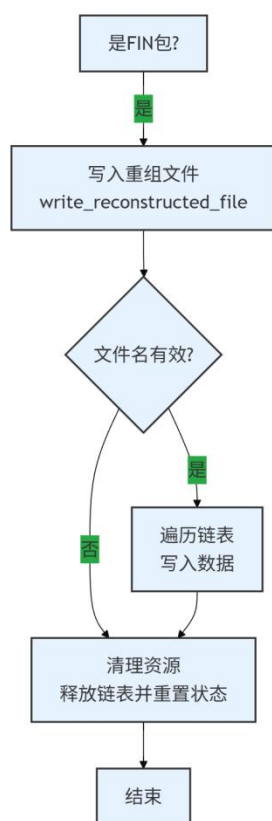 是FIN包?
是
写入重组文件
write_reconstructed_file
文件名有效?
是
遍历链表
写入数据
否
清理资源
释放链表并重置状态
结束